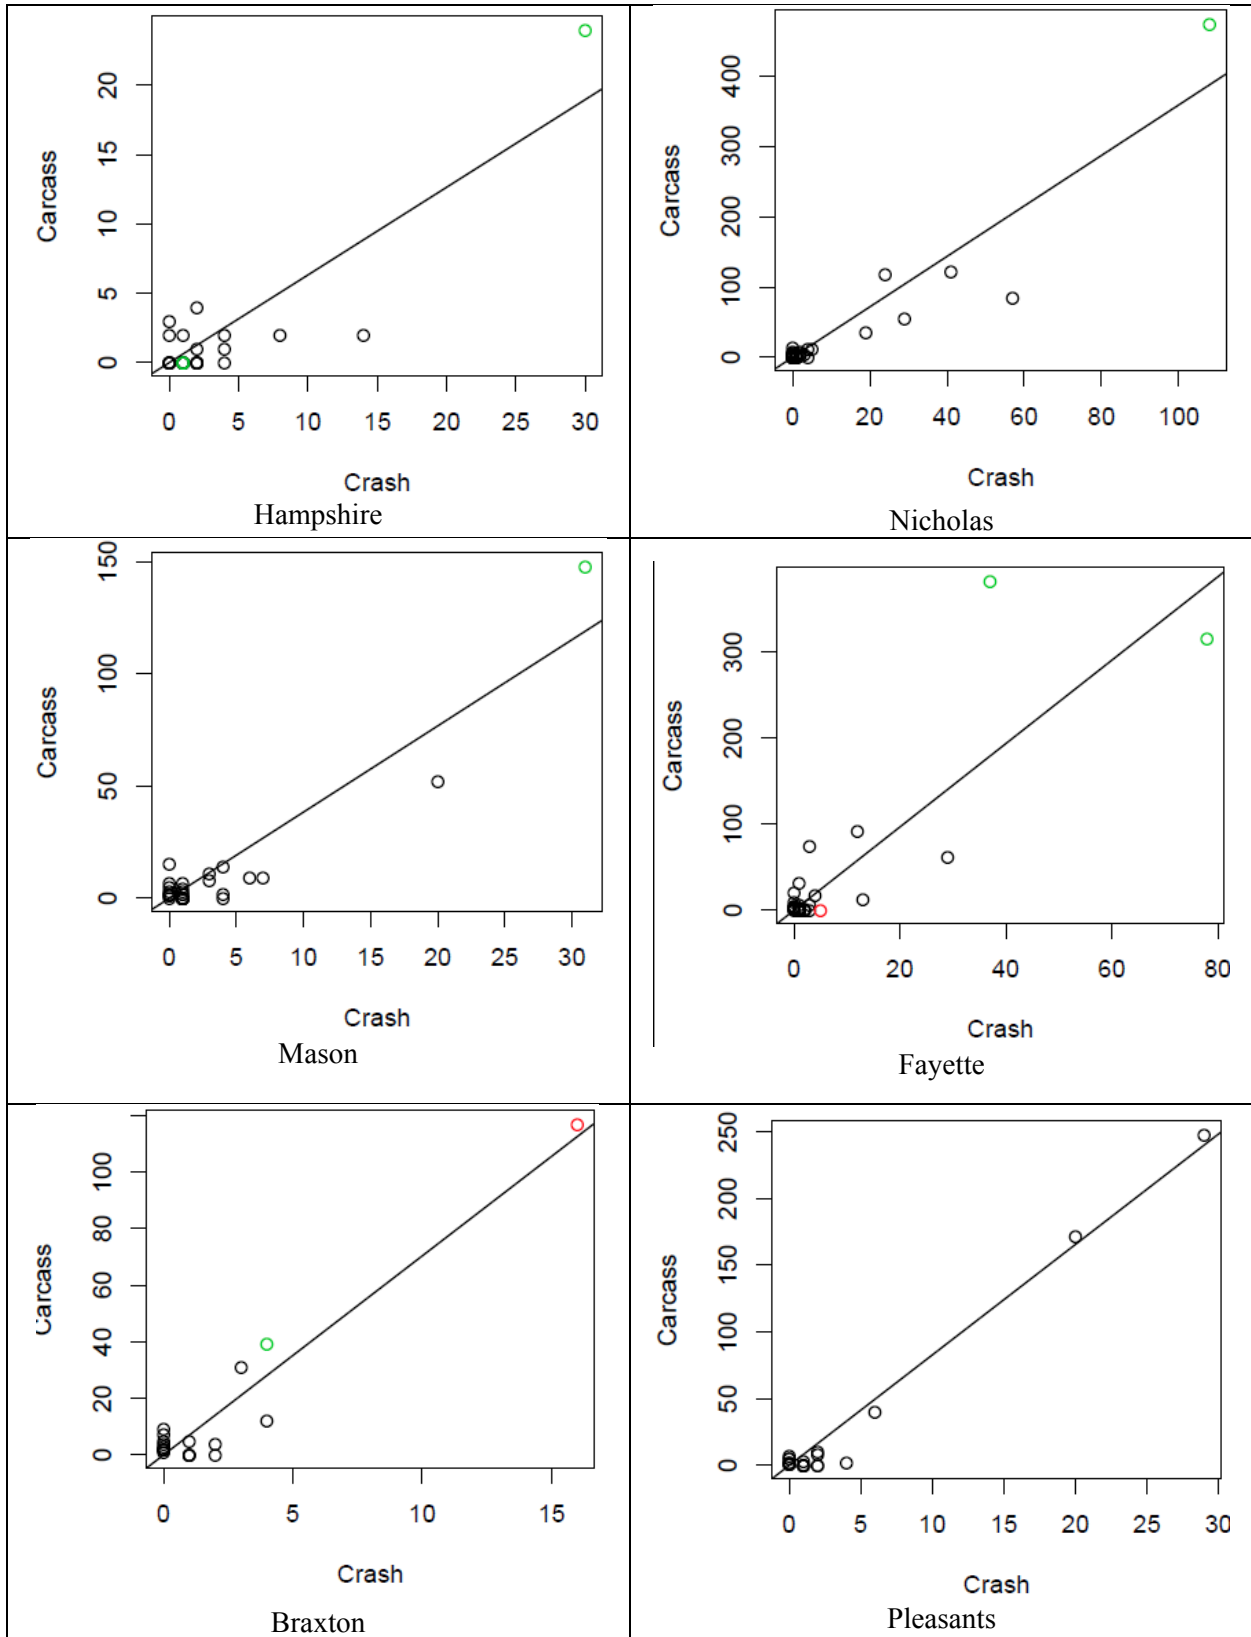 Carcass
20
15
10
5
0
0 5 10 15 20 25 30
Crash
Hampshire
Carcass
400
300
200
100
0
0 20 40 60 80 100
Crash
Nicholas
Carcass
150
100
50
0
0 5 10 15 20 25 30
Crash
Mason
Carcass
300
200
100
0
0 20 40 60 80
Crash
Fayette
Carcass
100
80
60
40
20
0
0 5 10 15
Crash
Braxton
Carcass
250
200
150
100
50
0
0 5 10 15 20 25 30
Crash
Pleasants